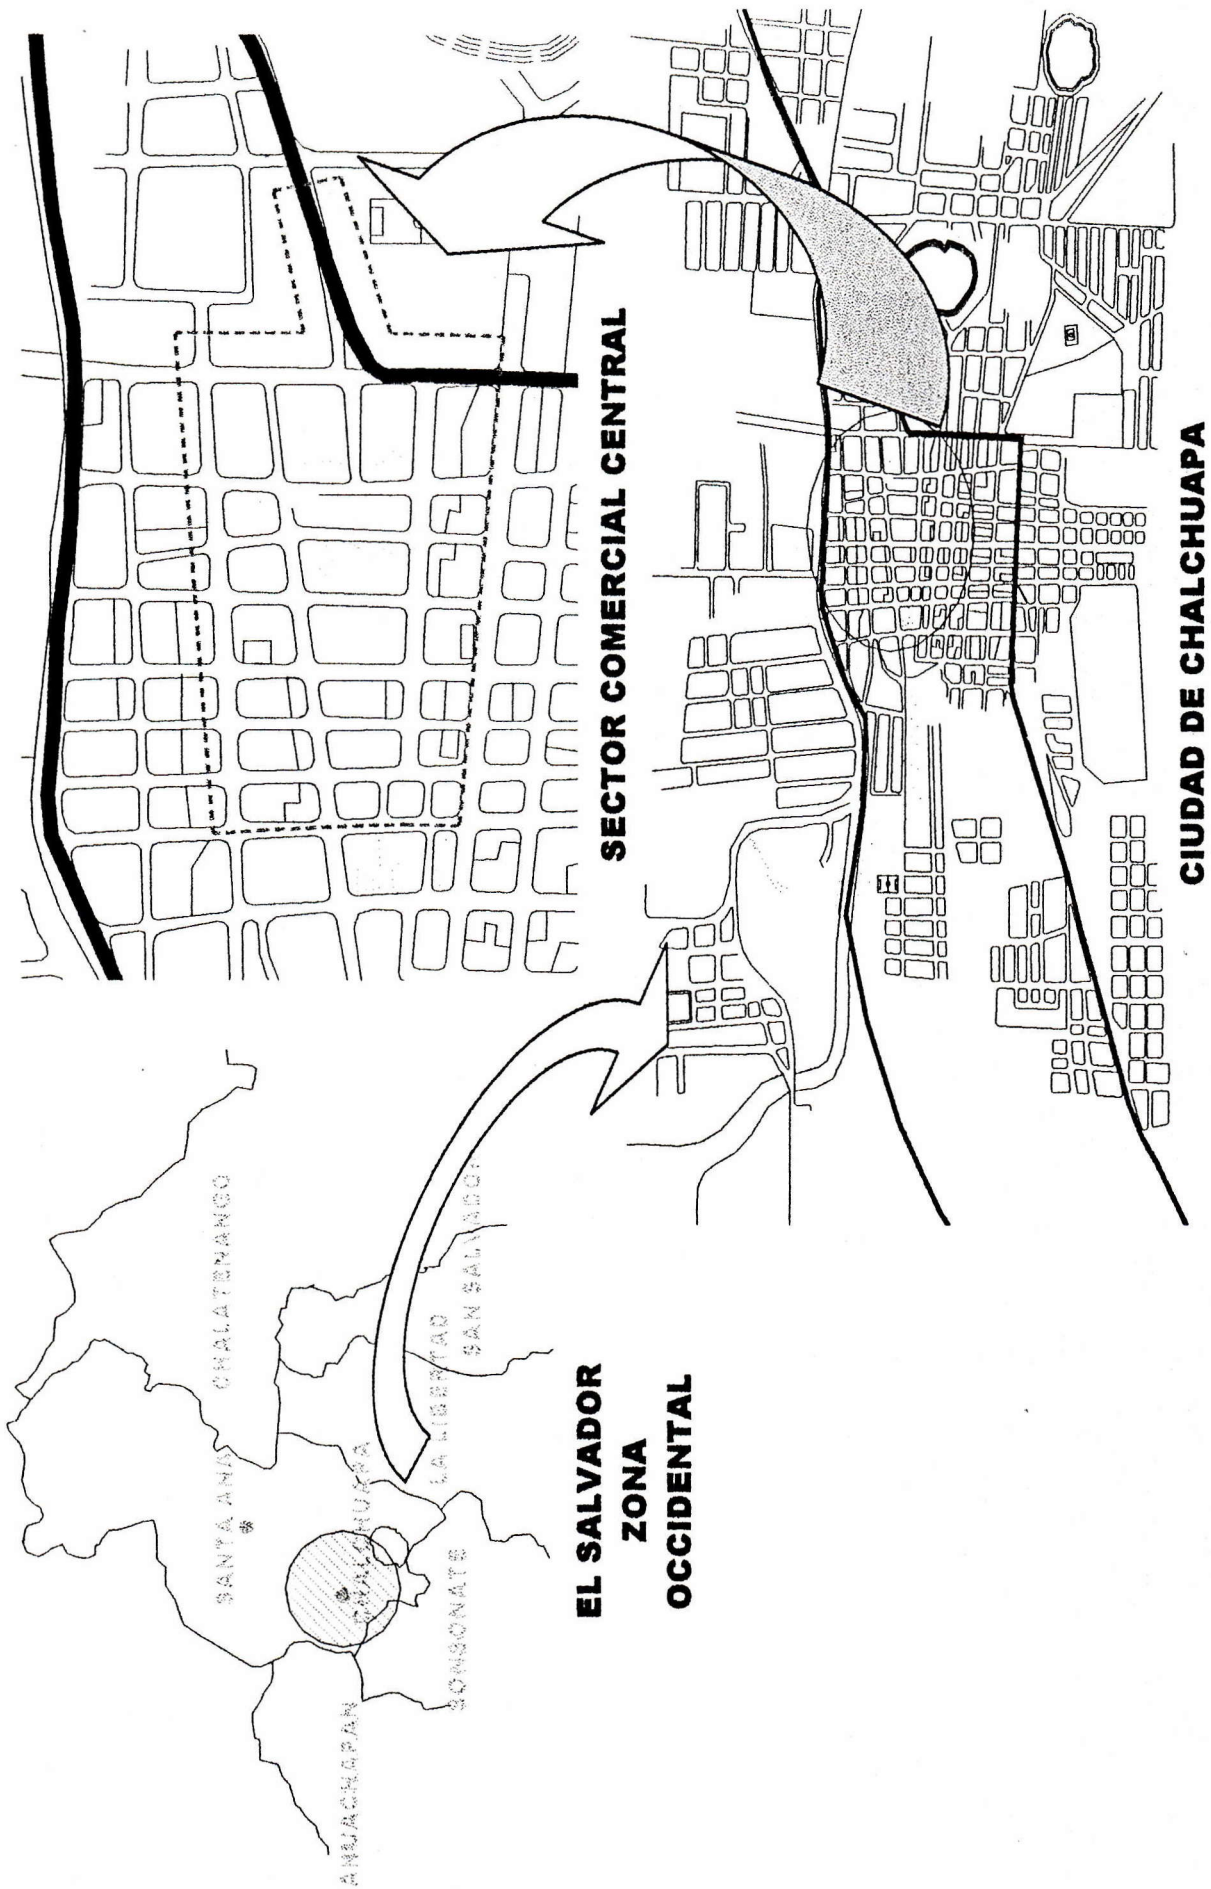 SANTA ANA
CHALATENANGO
AHUACHAPAN
SONSONATE
LA LIBERTAD
SAN SALVADOR
EL SALVADOR
ZONA
OCCIDENTAL
SECTOR COMERCIAL CENTRAL
CIUDAD DE CHALCHUAPA